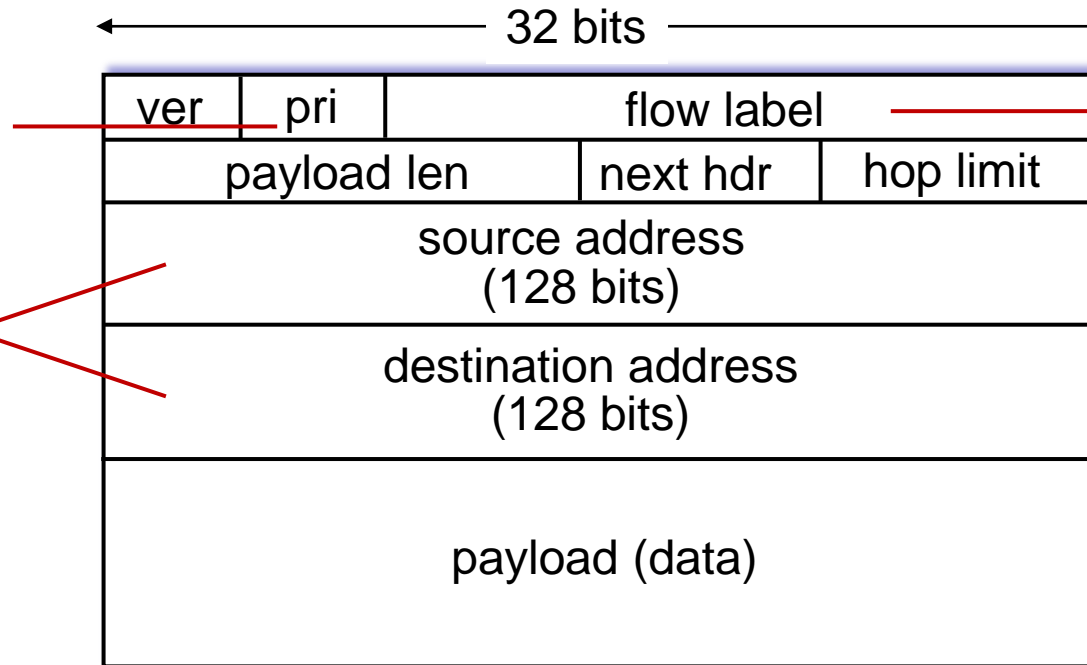 32 bits
ver pri flow label
payload len next hdr hop limit
source address
(128 bits)
destination address
(128 bits)
payload (data)